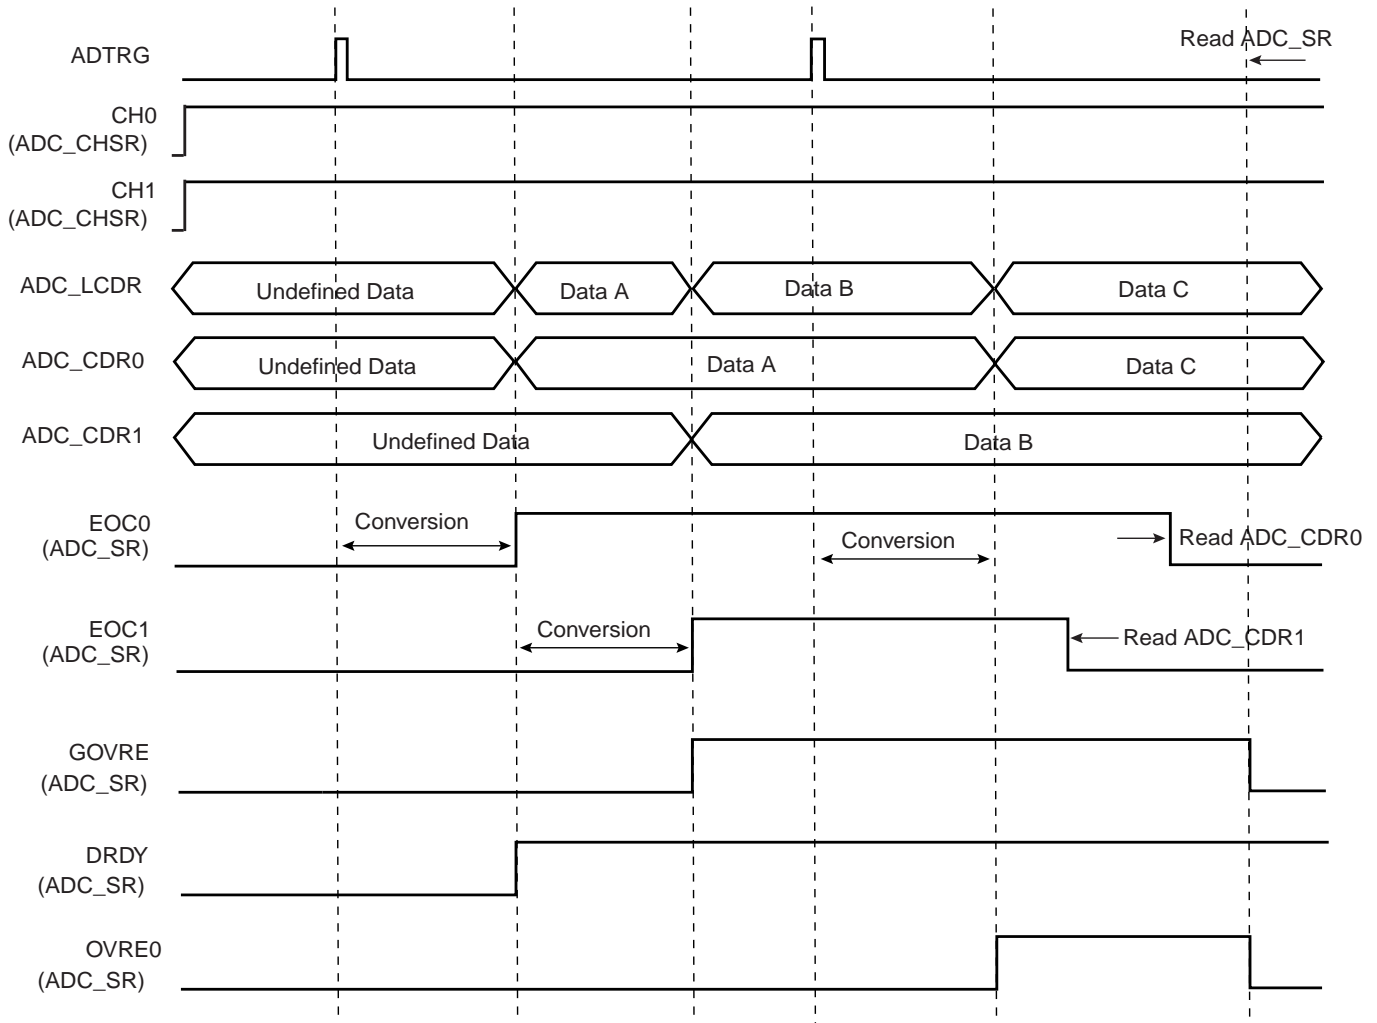 ADTRG
Read ADC_SR
CH0
(ADC_CHSR)
CH1
(ADC_CHSR)
ADC_LCDR
Undefined Data
Data A
Data B
Data C
ADC_CDR0
Undefined Data
Data A
Data C
ADC_CDR1
Undefined Data
Data B
EOC0
(ADC_SR)
Conversion
Conversion
Read ADC_CDR0
EOC1
(ADC_SR)
Conversion
Read ADC_CDR1
GOVRE
(ADC_SR)
DRDY
(ADC_SR)
OVRE0
(ADC_SR)